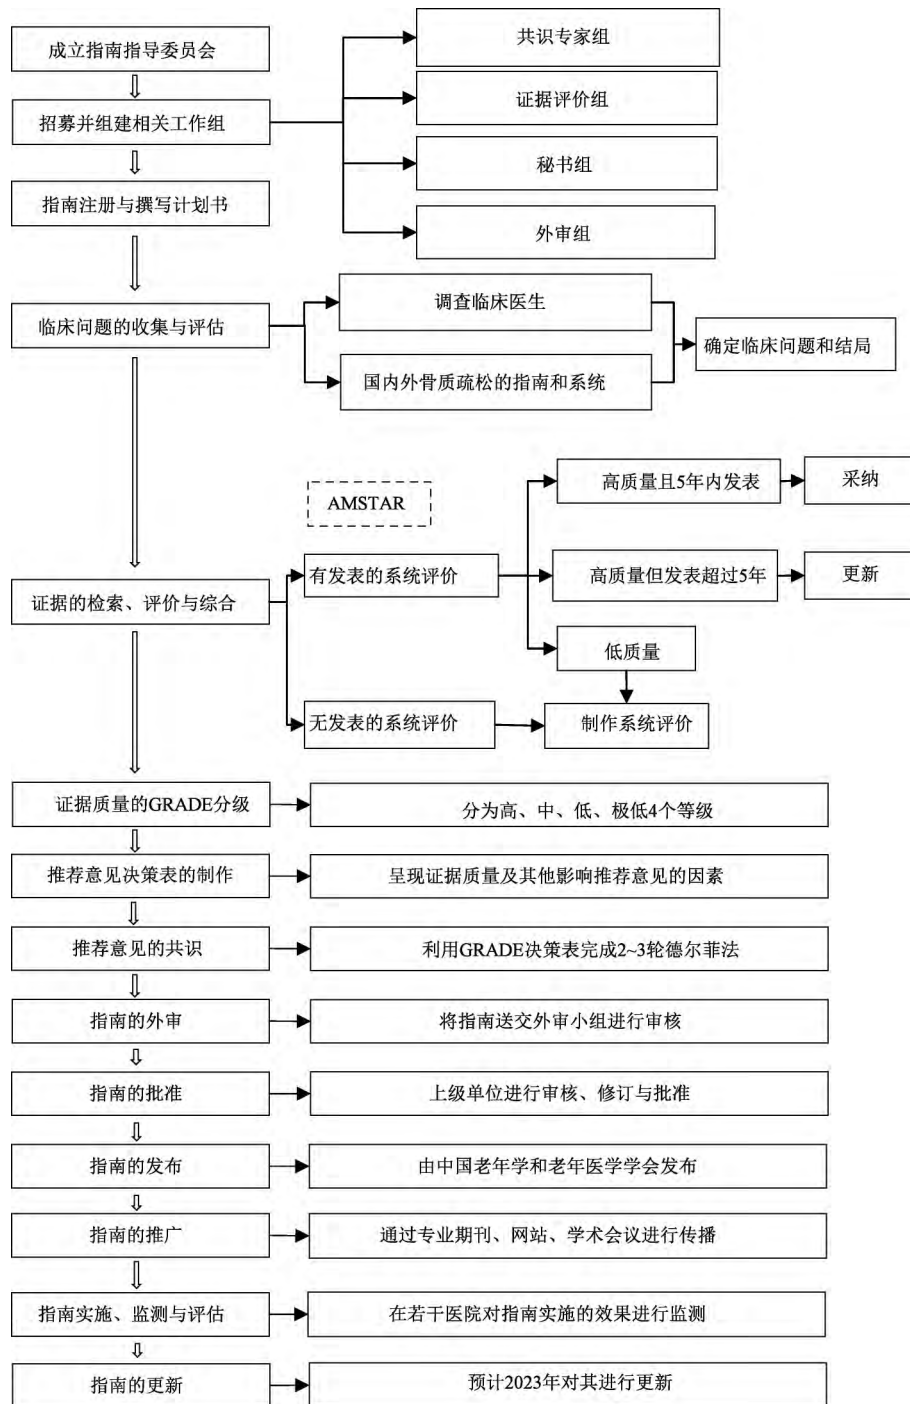 成立指南指导委员会
招募并组建相关工作组
共识专家组
证据评价组
秘书组
外审组
指南注册与撰写计划书
临床问题的收集与评估
调查临床医生
国内外骨质疏松的指南和系统
确定临床问题和结局
证据的检索、评价与综合
AMSTAR
有发表的系统评价
高质量且5年内发表
采纳
高质量但发表超过5年
更新
低质量
无发表的系统评价
制作系统评价
证据质量的GRADE分级
分为高、中、低、极低4个等级
推荐意见决策表的制作
呈现证据质量及其他影响推荐意见的因素
推荐意见的共识
利用GRADE决策表完成2~3轮德尔菲法
指南的外审
将指南送交外审小组进行审核
指南的批准
上级单位进行审核、修订与批准
指南的发布
由中国老年学和老年医学学会发布
指南的推广
通过专业期刊、网站、学术会议进行传播
指南实施、监测与评估
在若干医院对指南实施的效果进行监测
指南的更新
预计2023年对其进行更新